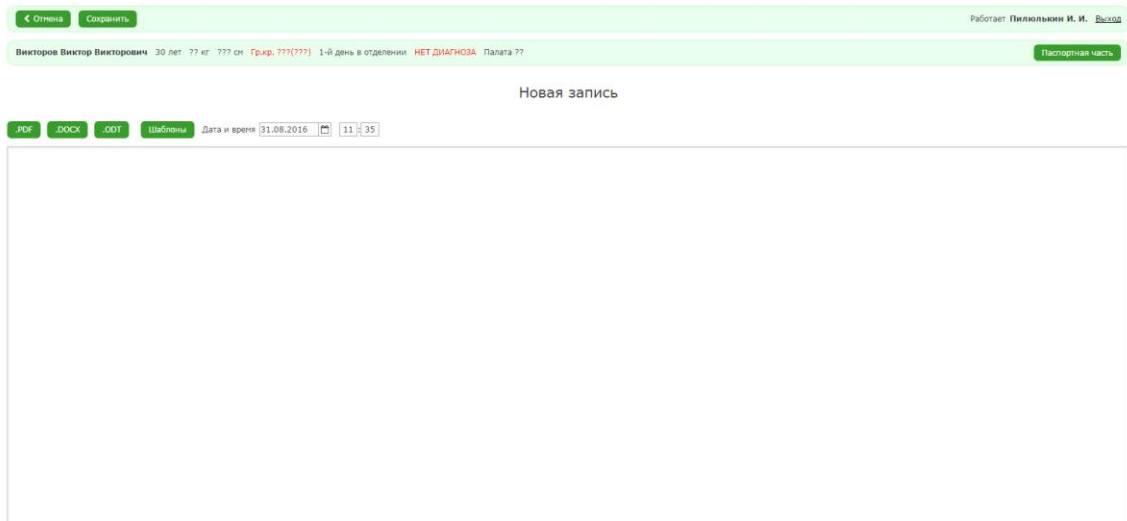 Отмена Сохранить Работает Пилюлькин И. И. Выход
Викторов Виктор Викторович 30 лет ?? кг ??? см Гр.кр. ???(???) 1-й день в отделении НЕТ ДИАГНОЗА Палата ?? Паспортная часть
Новая запись
.PDF .DOCX .ODT Шаблоны Дата и время 31.08.2016 11 : 35